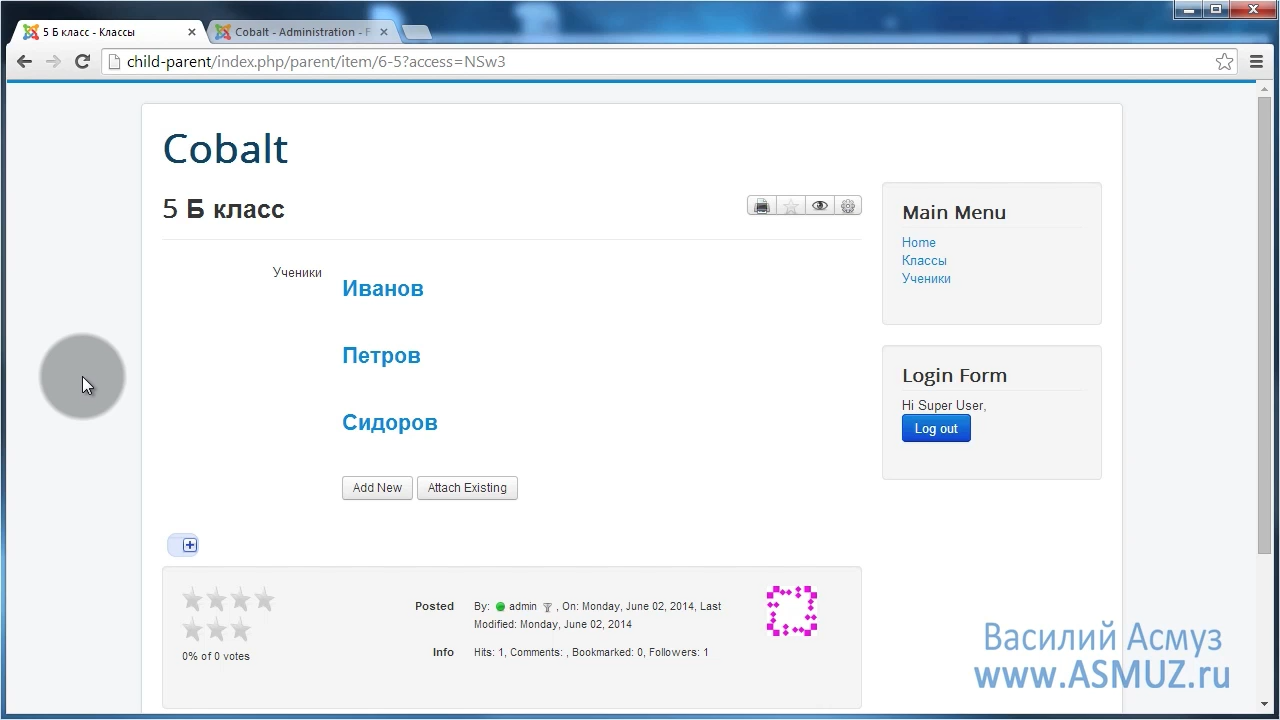 5 Б класс - Классы
Cobalt - Administration - F
child-parent/index.php/parent/item/6-5?access=NSw3
Cobalt
5 Б класс
Ученики
Иванов
Петров
Сидоров
Add New
Attach Existing
Main Menu
Home
Классы
Ученики
Login Form
Hi Super User,
Log out
0% of 0 votes
Posted
By: admin , On: Monday, June 02, 2014, Last
Modified: Monday, June 02, 2014
Info
Hits: 1, Comments: , Bookmarked: 0, Followers: 1
Василий Асмуз
www.ASMUZ.ru